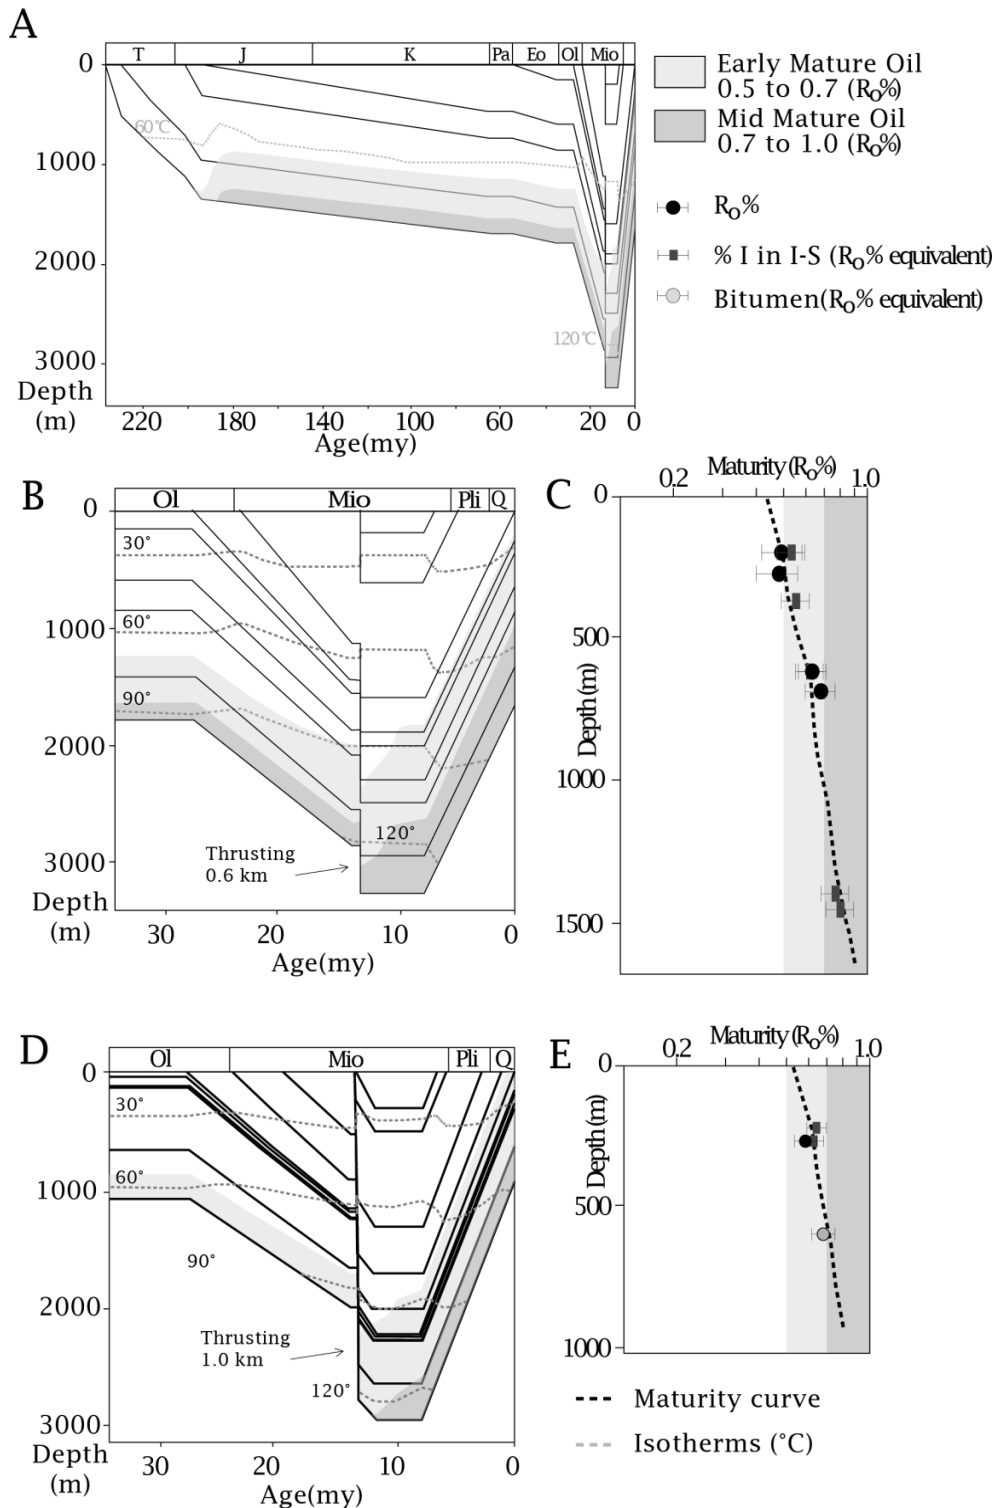 A
T J K Pa Eo Ol Mio
0
1000
2000
3000
Depth
(m)
60°C
120°C
220 180 140 100 60 20 0
Age(my)
Early Mature Oil
0.5 to 0.7 (Ro%)
Mid Mature Oil
0.7 to 1.0 (Ro%)
Ro%
% I in I-S (Ro% equivalent)
Bitumen(Ro% equivalent)
B
Ol Mio Pli Q
0
30°
1000
60°
90°
2000
120°
Thrusting
0.6 km
3000
Depth
(m)
30 20 10 0
Age(my)
C
Maturity (Ro%)
0.2 1.0
0
500
1000
1500
Depth(m)
D
Ol Mio Pli Q
0
30°
60°
1000
90°
2000
Thrusting
1.0 km
120°
3000
Depth
(m)
30 20 10 0
Age(my)
E
Maturity (Ro%)
0.2 1.0
0
500
1000
Depth(m)
Maturity curve
Isotherms (°C)